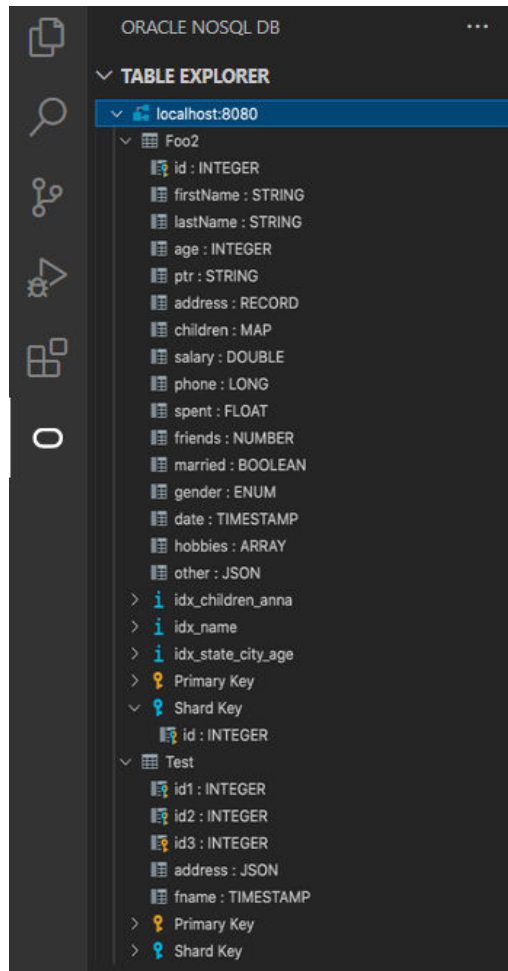 ORACLE NOSQL DB
TABLE EXPLORER
localhost:8080
Foo2
id : INTEGER
firstName : STRING
lastName : STRING
age : INTEGER
ptr : STRING
address : RECORD
children : MAP
salary : DOUBLE
phone : LONG
spent : FLOAT
friends : NUMBER
married : BOOLEAN
gender : ENUM
date : TIMESTAMP
hobbies : ARRAY
other : JSON
idx_children_anna
idx_name
idx_state_city_age
Primary Key
Shard Key
id : INTEGER
Test
id1 : INTEGER
id2 : INTEGER
id3 : INTEGER
address : JSON
fname : TIMESTAMP
Primary Key
Shard Key